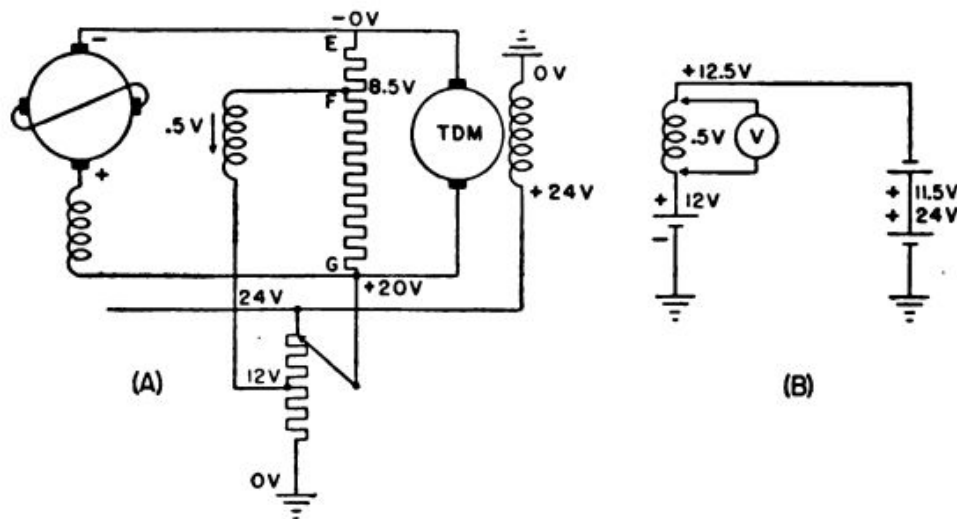 -0V
E
-
8.5V
F
0V
.5V
TDM
+
+24V
G
+20V
24V
12V
(A)
0V
+12.5V
.5V
V
+
12V
-
+
11.5V
+
24V
(B)